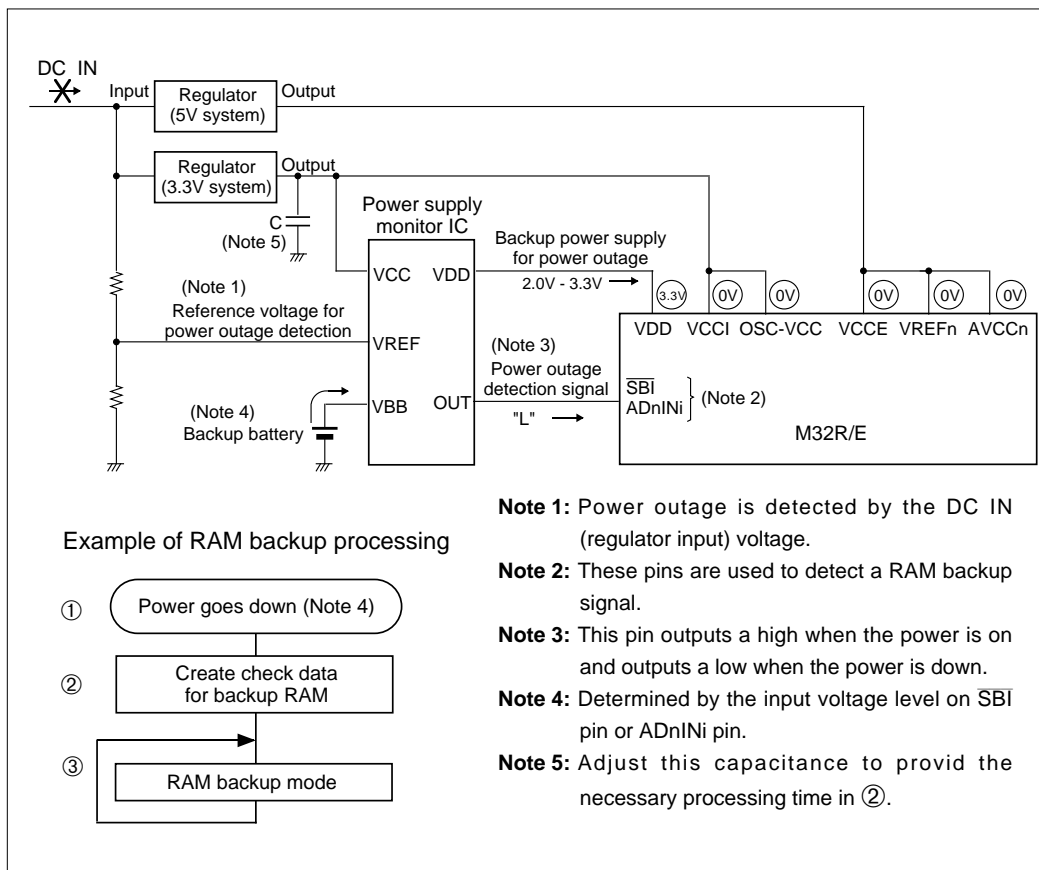 DC IN
Input
Regulator
(5V system)
Output
Regulator
(3.3V system)
Output
C
(Note 5)
Power supply
monitor IC
VCC
VDD
VREF
VBB
OUT
Backup power supply
for power outage
2.0V - 3.3V
(Note 1)
Reference voltage for
power outage detection
(Note 3)
Power outage
detection signal
"L"
(Note 4)
Backup battery
3.3V
0V
0V
0V
0V
0V
VDD VCCI OSC-VCC VCCE VREFn AVCCn
SBI
ADnINi
(Note 2)
M32R/E
Example of RAM backup processing
①
Power goes down (Note 4)
②
Create check data
for backup RAM
③
RAM backup mode
Note 1: Power outage is detected by the DC IN
(regulator input) voltage.
Note 2: These pins are used to detect a RAM backup
signal.
Note 3: This pin outputs a high when the power is on
and outputs a low when the power is down.
Note 4: Determined by the input voltage level on SBI
pin or ADnINi pin.
Note 5: Adjust this capacitance to provid the
necessary processing time in ②.